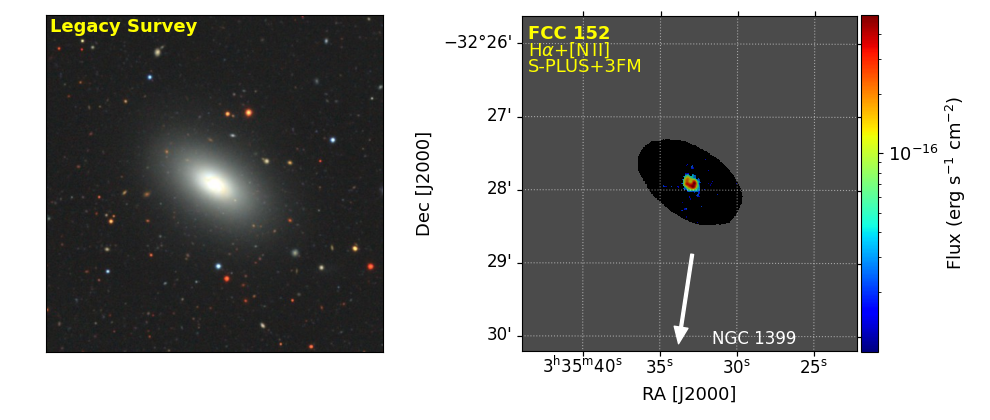 Legacy Survey
FCC 152
Hα+[N II]
S-PLUS+3FM
−32°26'
27'
28'
29'
30'
Dec [J2000]
NGC 1399
3ʰ35ᵐ40ˢ 35ˢ 30ˢ 25ˢ
RA [J2000]
10⁻¹⁶
Flux (erg s⁻¹ cm⁻²)